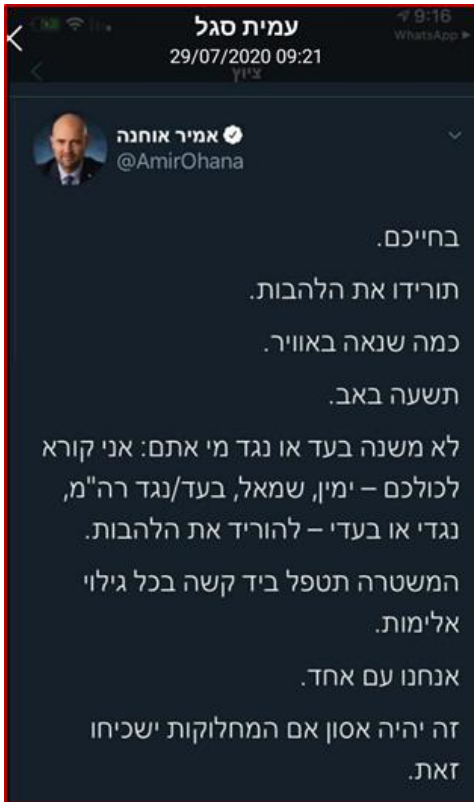 9:16
עמית סגל
WhatsApp
29/07/2020 09:21
ציוץ
אמיר אוחנה
@AmirOhana
בחייכם.
תורידו את הלהבות.
כמה שנאה באוויר.
תשעה באב.
לא משנה בעד או נגד מי אתם: אני קורא
לכולכם – ימין, שמאל, בעד/נגד רה"מ,
נגדי או בעדי – להוריד את הלהבות.
המשטרה תטפל ביד קשה בכל גילוי
אלימות.
אנחנו עם אחד.
זה יהיה אסון אם המחלוקות ישכיחו
זאת.